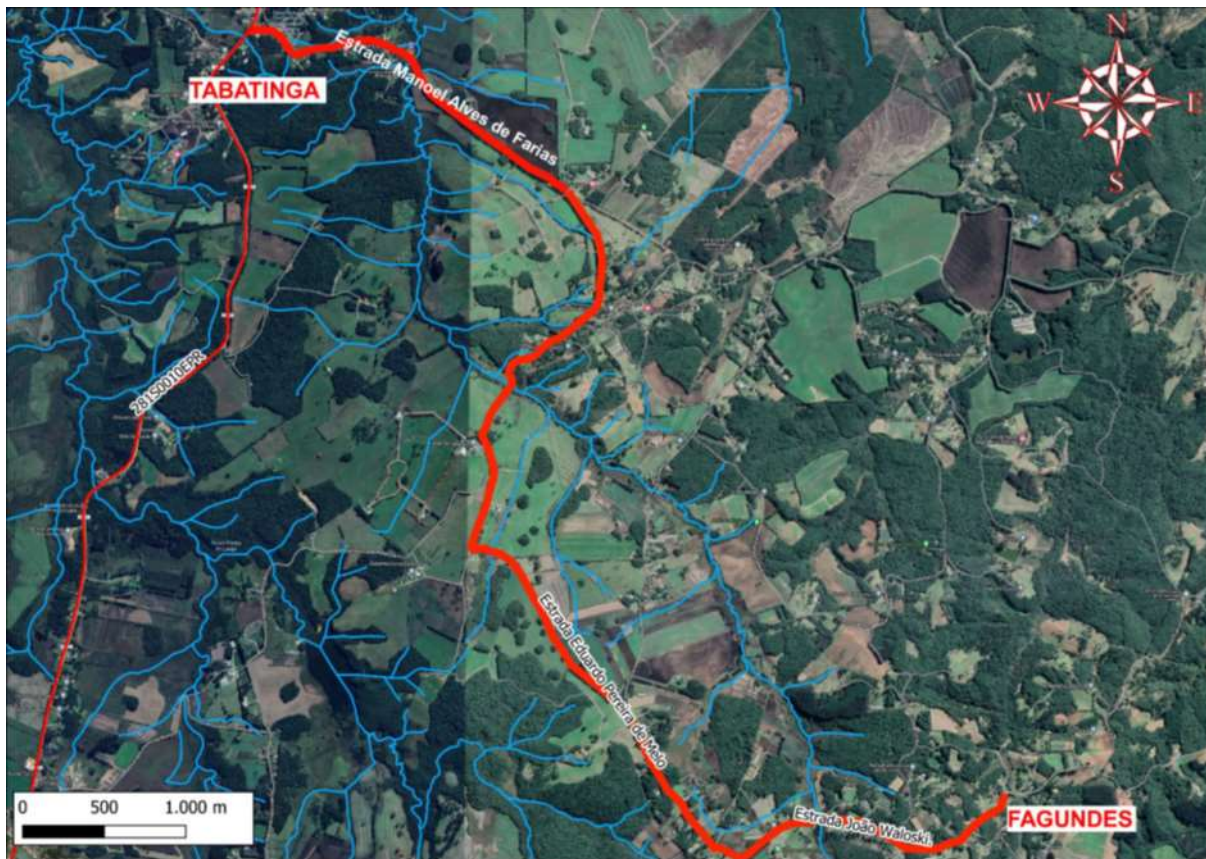 N
Estrada Manoel Alves de Farias
TABATINGA
W
E
S
281S0010EPR
Estrada Eduardo Pereira de Melo
0 500 1.000 m
Estrada João Waloski.
FAGUNDES